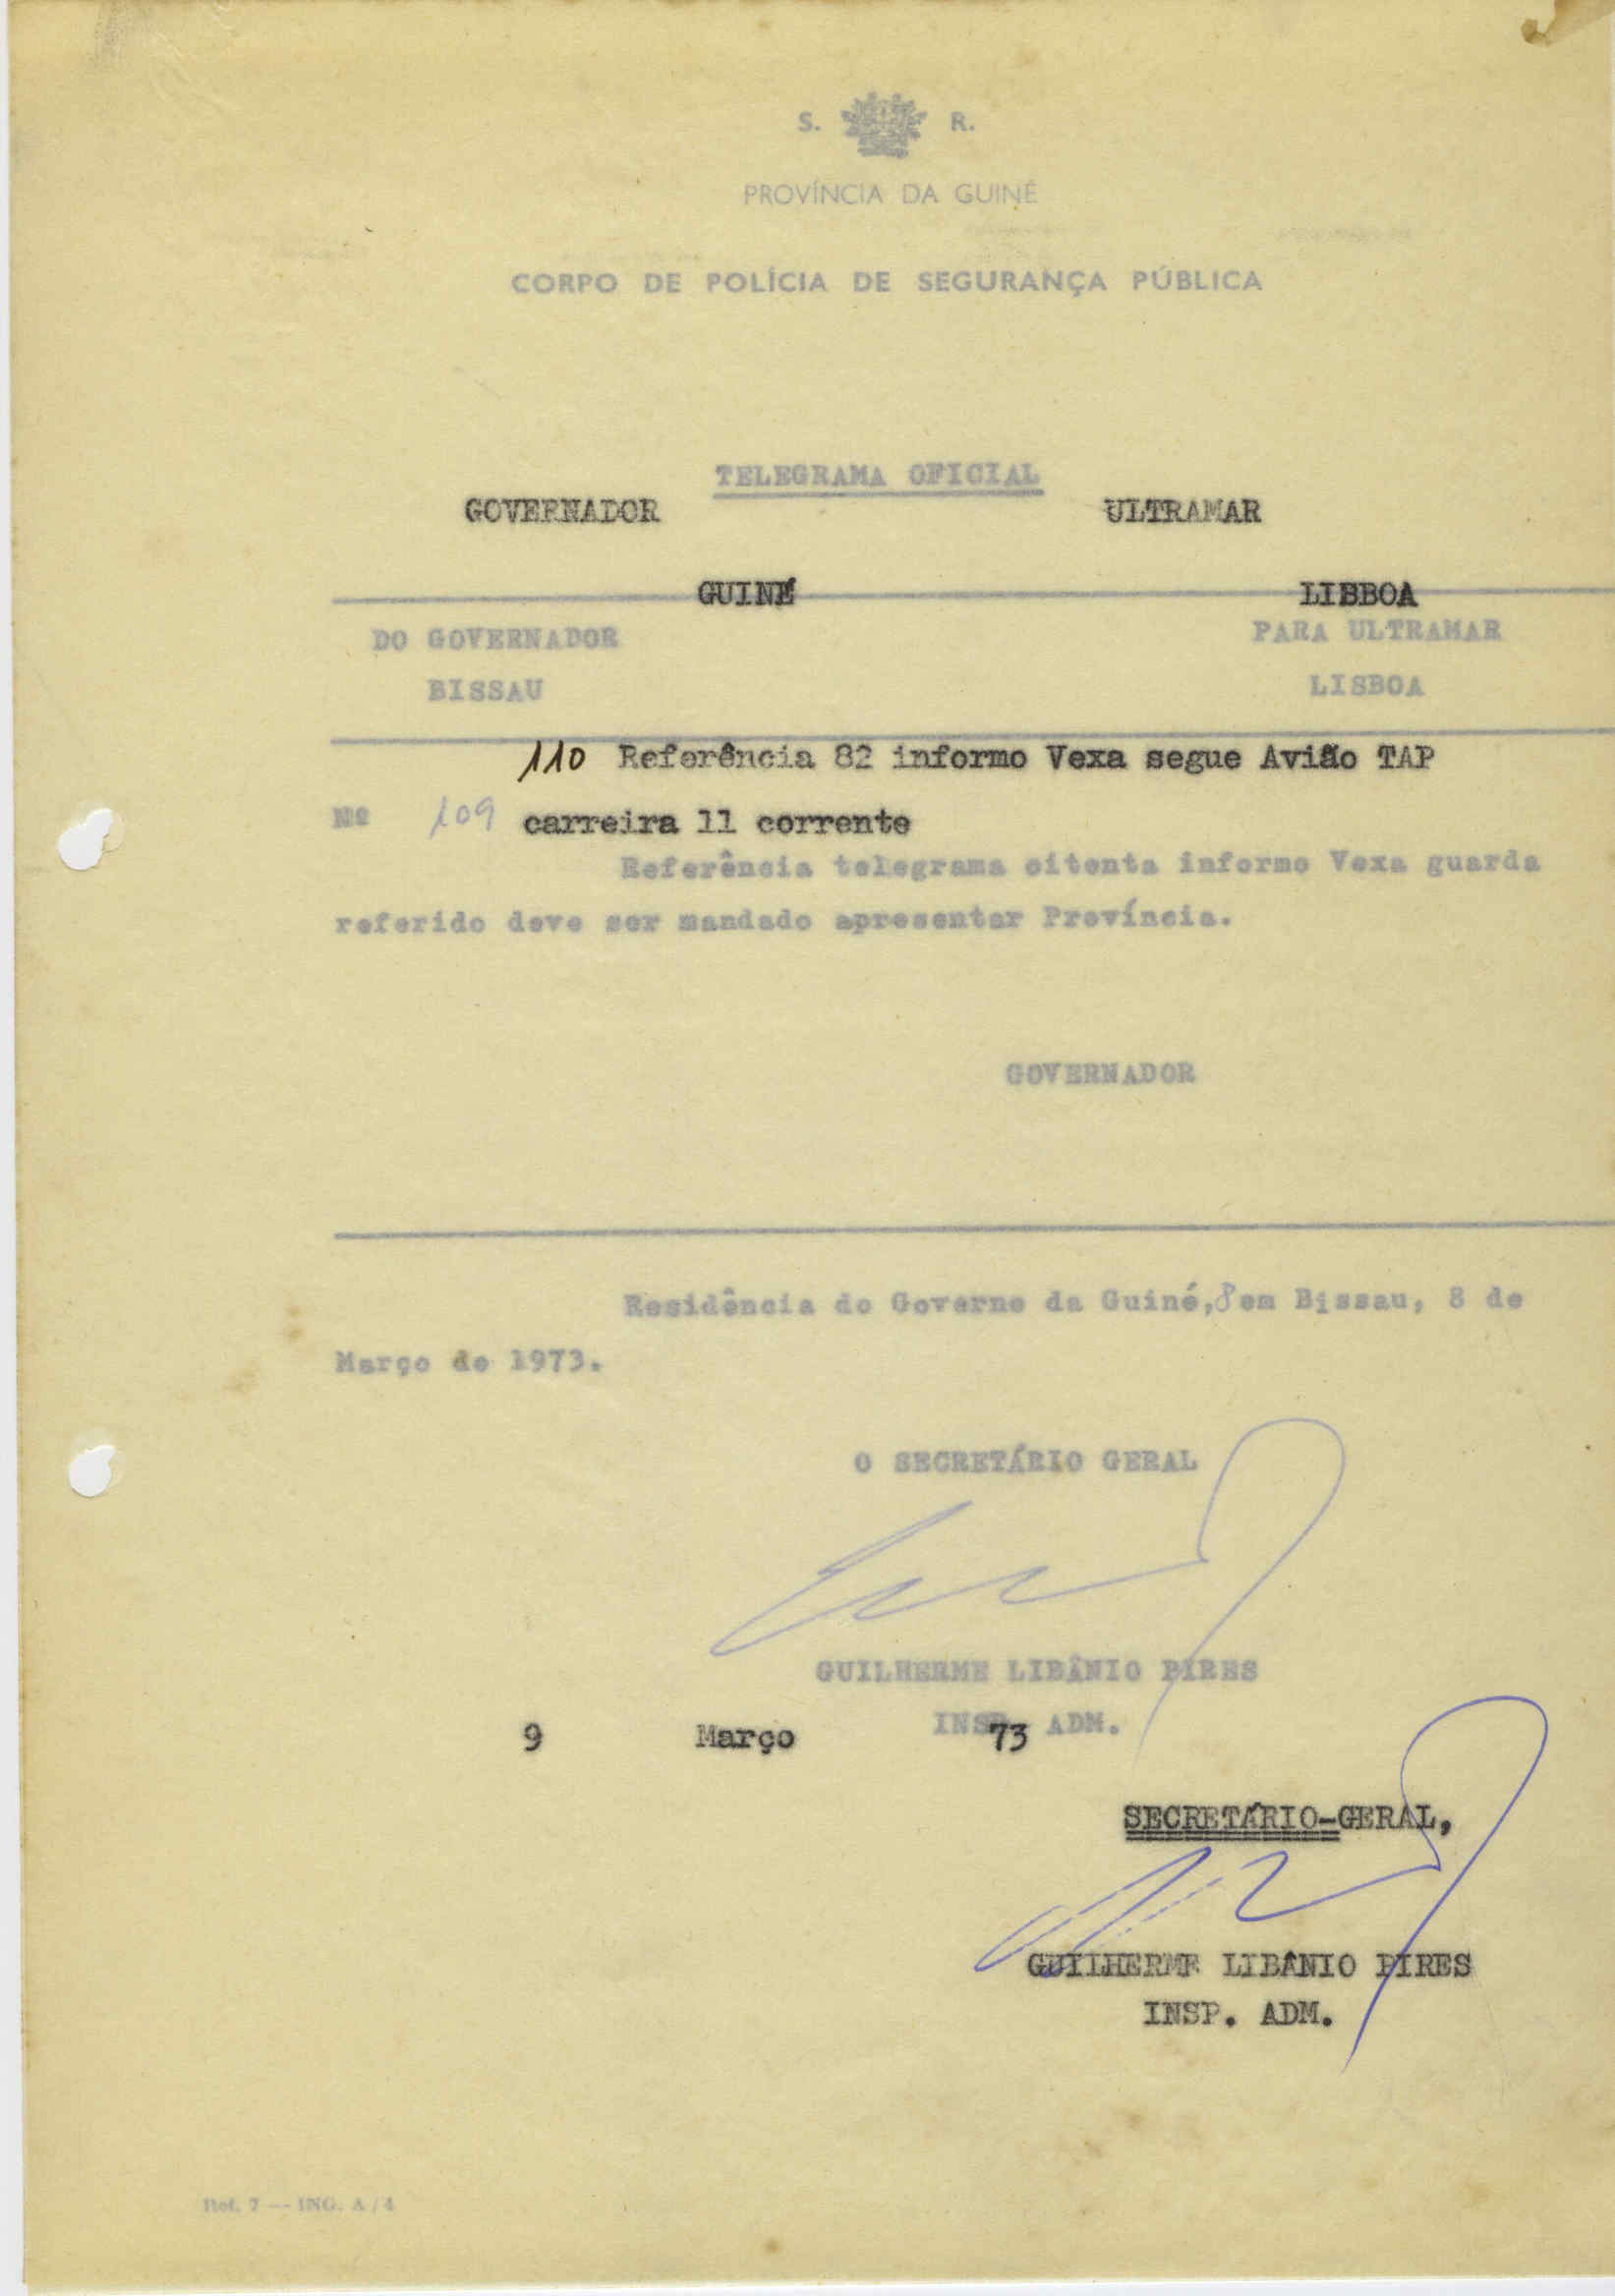 S. R.
PROVÍNCIA DA GUINÉ
CORPO DE POLÍCIA DE SEGURANÇA PÚBLICA
TELEGRAMA OFICIAL
GOVERNADOR ULTRAMAR
GUINÉ LISBOA
DO GOVERNADOR PARA ULTRAMAR
BISSAU LISBOA
110 Referência 82 informo Vexa segue Avião TAP
Nº 109 carreira 11 corrente
Referência telegrama oitenta informo Vexa guarda
referido deve ser mandado apresentar Província.
GOVERNADOR
Residência do Governo da Guiné, em Bissau, 8 de
Março de 1973.
O SECRETÁRIO GERAL
GUILHERME LIBÂNIO PIRES
INSP. ADM.
9 Março 73
SECRETÁRIO-GERAL,
GUILHERME LIBÂNIO PIRES
INSP. ADM.
Ref. 7 — ING. A / 4